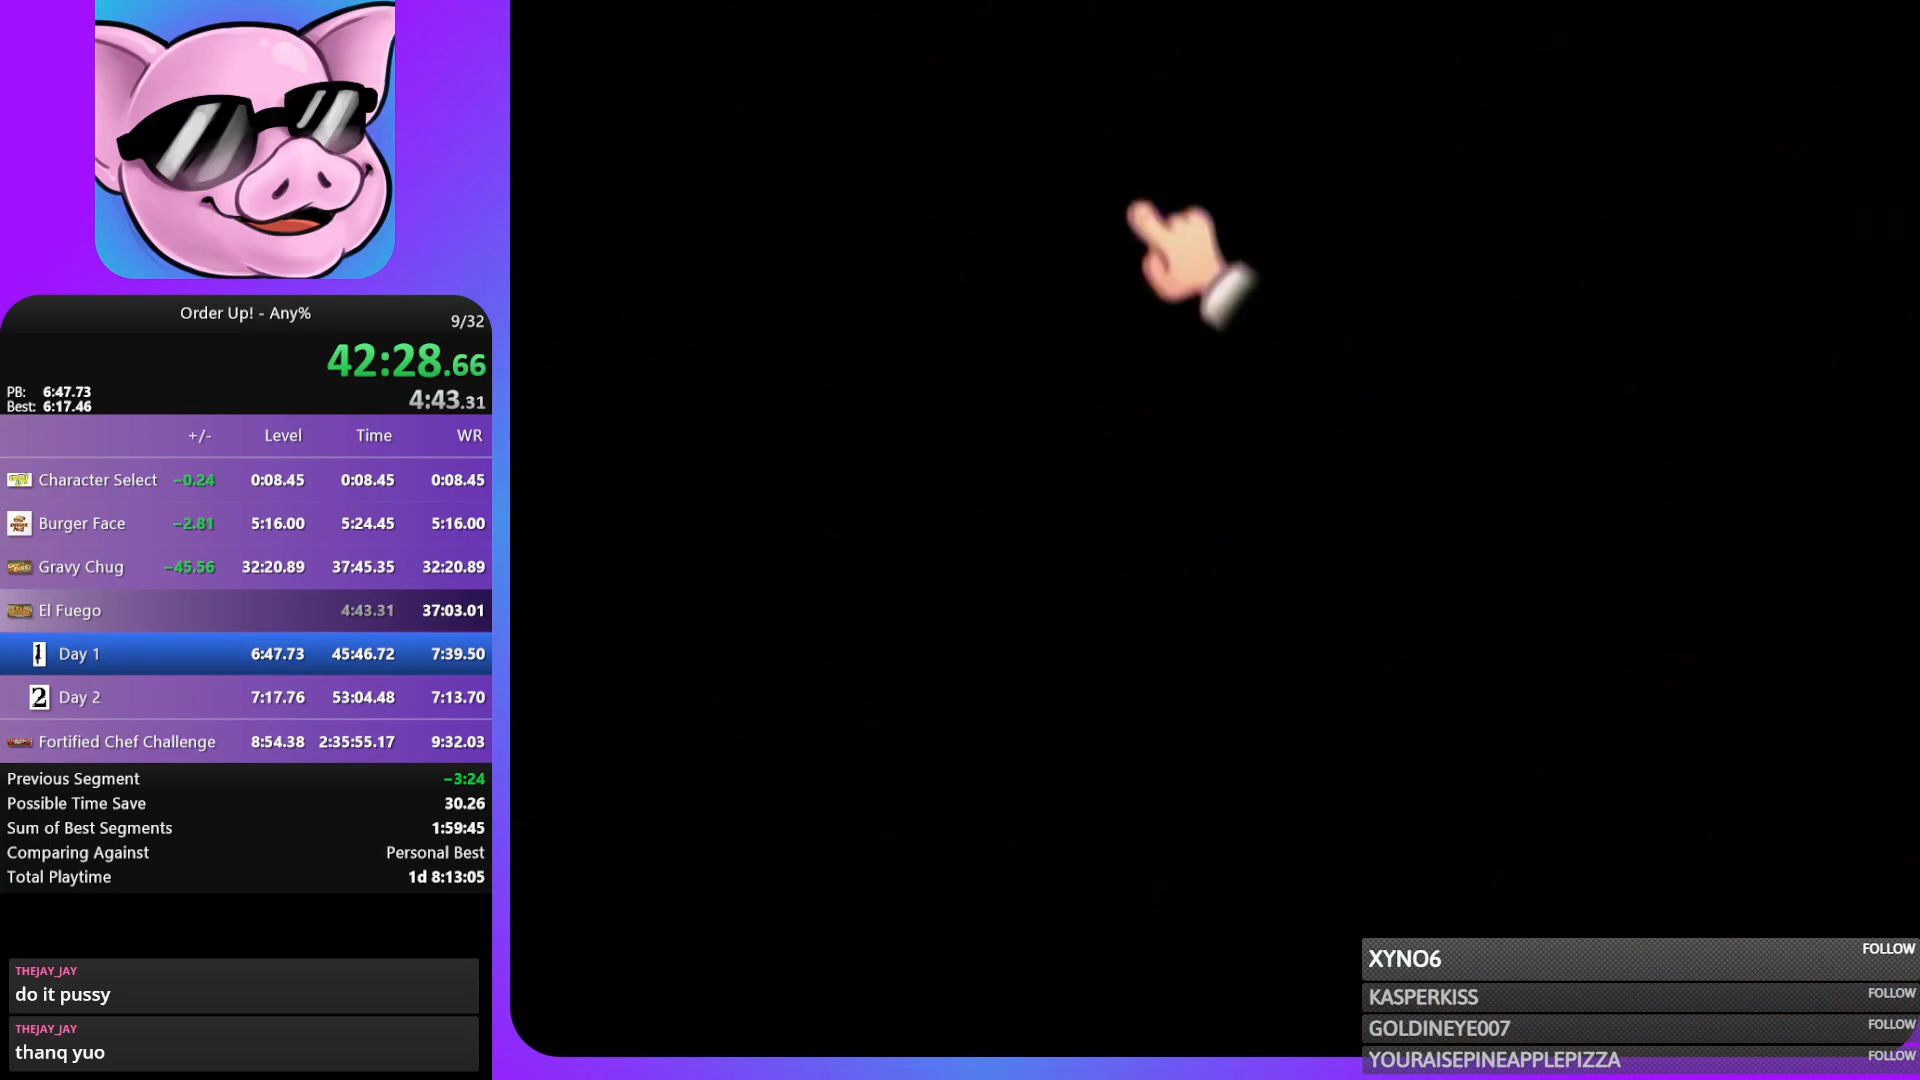 Order Up! - Any%
9/32
42:28.66
PB: 6:47.73
Best: 6:17.46
4:43.31
+/- Level Time WR
Character Select −0.24 0:08.45 0:08.45 0:08.45
Burger Face −2.81 5:16.00 5:24.45 5:16.00
Gravy Chug −45.56 32:20.89 37:45.35 32:20.89
El Fuego 4:43.31 37:03.01
1 Day 1 6:47.73 45:46.72 7:39.50
2 Day 2 7:17.76 53:04.48 7:13.70
Fortified Chef Challenge 8:54.38 2:35:55.17 9:32.03
Previous Segment −3:24
Possible Time Save 30.26
Sum of Best Segments 1:59:45
Comparing Against Personal Best
Total Playtime 1d 8:13:05
THEJAY_JAY
do it pussy
THEJAY_JAY
thanq yuo
XYNO6 FOLLOW
KASPERKISS FOLLOW
GOLDINEYE007 FOLLOW
YOURAISEPINEAPPLEPIZZA FOLLOW